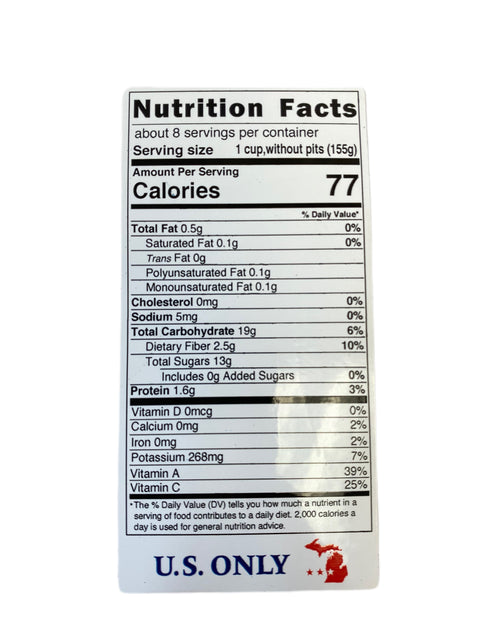 Nutrition Facts
about 8 servings per container
Serving size 1 cup,without pits (155g)
Amount Per Serving
Calories 77
% Daily Value*
Total Fat 0.5g 0%
Saturated Fat 0.1g 0%
Trans Fat 0g
Polyunsaturated Fat 0.1g
Monounsaturated Fat 0.1g
Cholesterol 0mg 0%
Sodium 5mg 0%
Total Carbohydrate 19g 6%
Dietary Fiber 2.5g 10%
Total Sugars 13g
Includes 0g Added Sugars 0%
Protein 1.6g 3%
Vitamin D 0mcg 0%
Calcium 0mg 2%
Iron 0mg 2%
Potassium 268mg 7%
Vitamin A 39%
Vitamin C 25%
*The % Daily Value (DV) tells you how much a nutrient in a
serving of food contributes to a daily diet. 2,000 calories a
day is used for general nutrition advice.
U.S. ONLY